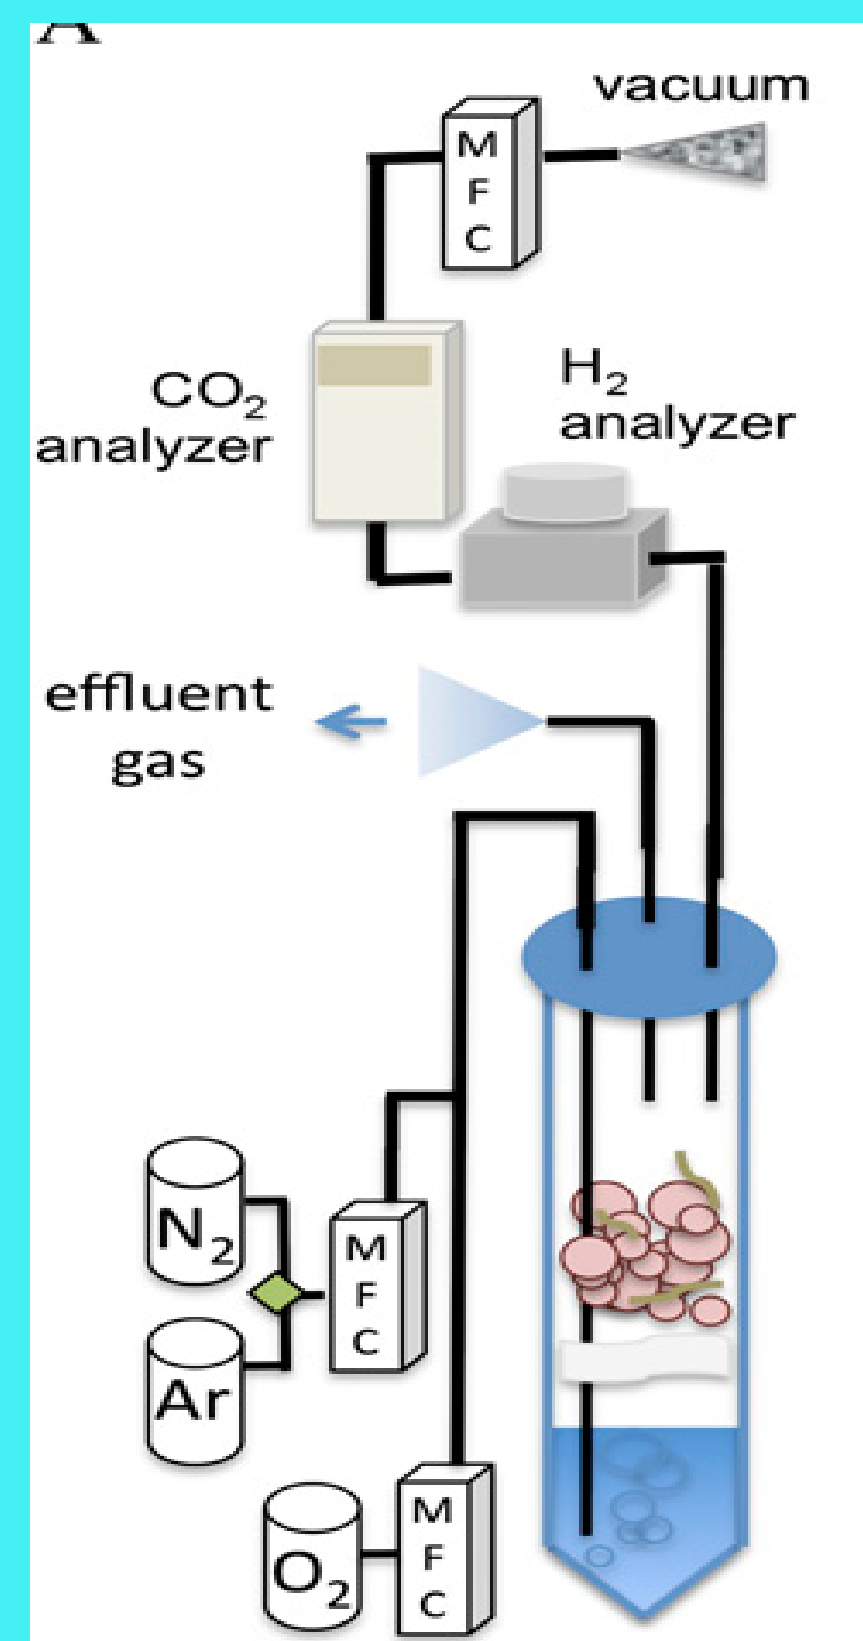 A
vacuum
M
F
C
CO₂
analyzer
H₂
analyzer
effluent
gas
N₂
M
F
C
Ar
O₂
M
F
C